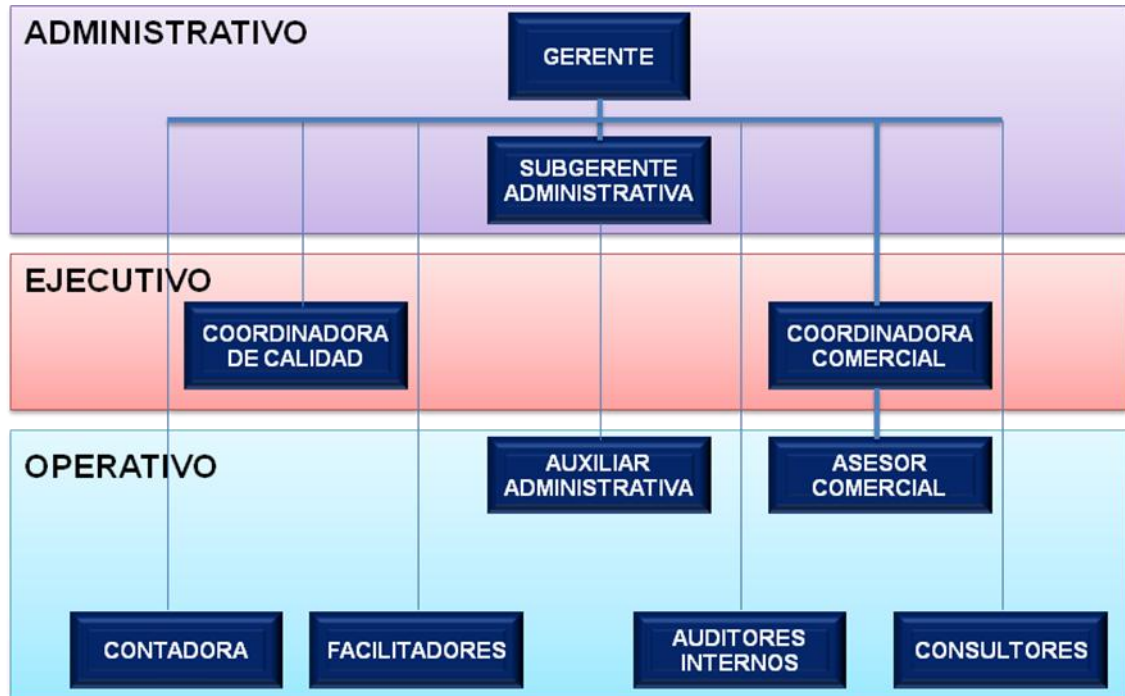 ADMINISTRATIVO
GERENTE
SUBGERENTE
ADMINISTRATIVA
EJECUTIVO
COORDINADORA
DE CALIDAD
COORDINADORA
COMERCIAL
OPERATIVO
AUXILIAR
ADMINISTRATIVA
ASESOR
COMERCIAL
CONTADORA
FACILITADORES
AUDITORES
INTERNOS
CONSULTORES